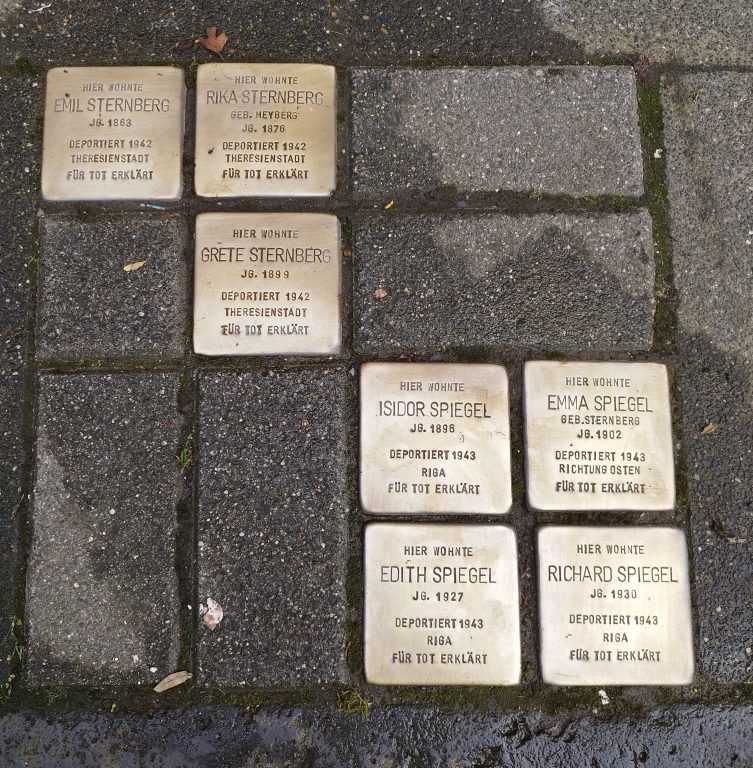 HIER WOHNTE
EMIL STERNBERG
JG. 1863
DEPORTIERT 1942
THERESIENSTADT
FÜR TOT ERKLÄRT
HIER WOHNTE
RIKA STERNBERG
GEB. MEYBERG
JG. 1876
DEPORTIERT 1942
THERESIENSTADT
FÜR TOT ERKLÄRT
HIER WOHNTE
GRETE STERNBERG
JG. 1899
DEPORTIERT 1942
THERESIENSTADT
FÜR TOT ERKLÄRT
HIER WOHNTE
ISIDOR SPIEGEL
JG. 1896
DEPORTIERT 1943
RIGA
FÜR TOT ERKLÄRT
HIER WOHNTE
EMMA SPIEGEL
GEB. STERNBERG
JG. 1902
DEPORTIERT 1943
RICHTUNG OSTEN
FÜR TOT ERKLÄRT
HIER WOHNTE
EDITH SPIEGEL
JG. 1927
DEPORTIERT 1943
RIGA
FÜR TOT ERKLÄRT
HIER WOHNTE
RICHARD SPIEGEL
JG. 1930
DEPORTIERT 1943
RIGA
FÜR TOT ERKLÄRT